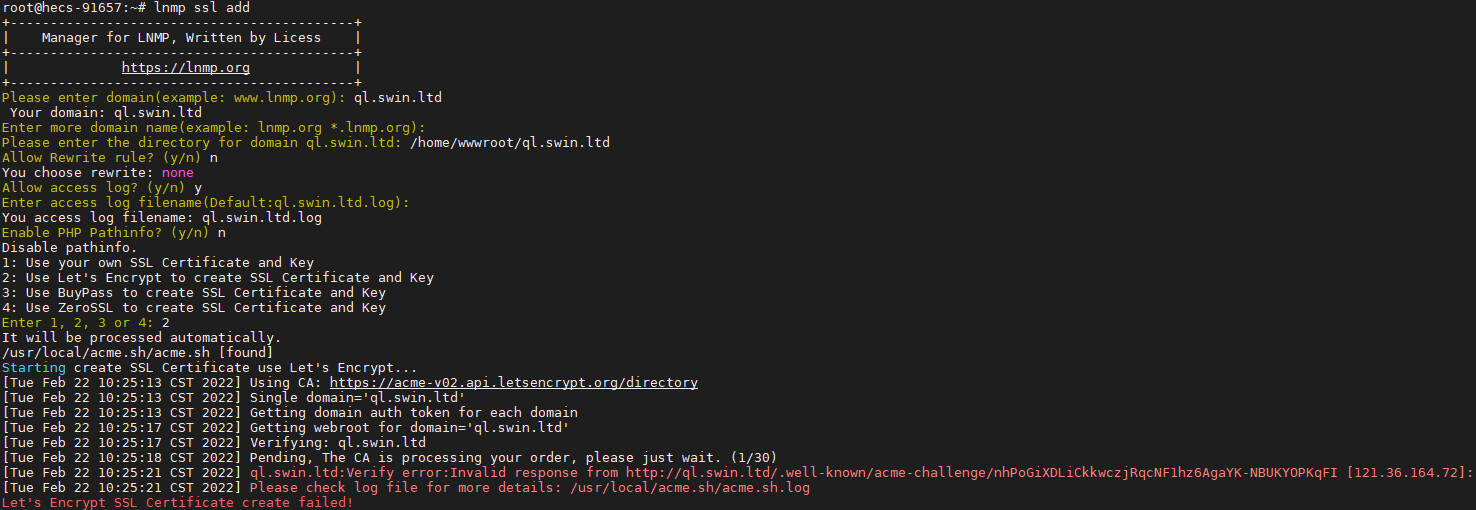 root@hecs-91657:~# lnmp ssl add
+-------------------------------------------+
|    Manager for LNMP, Written by Licess    |
+-------------------------------------------+
|              https://lnmp.org             |
+-------------------------------------------+
Please enter domain(example: www.lnmp.org): ql.swin.ltd
 Your domain: ql.swin.ltd
Enter more domain name(example: lnmp.org *.lnmp.org):
Please enter the directory for domain ql.swin.ltd: /home/wwwroot/ql.swin.ltd
Allow Rewrite rule? (y/n) n
You choose rewrite: none
Allow access log? (y/n) y
Enter access log filename(Default:ql.swin.ltd.log):
You access log filename: ql.swin.ltd.log
Enable PHP Pathinfo? (y/n) n
Disable pathinfo.
1: Use your own SSL Certificate and Key
2: Use Let's Encrypt to create SSL Certificate and Key
3: Use BuyPass to create SSL Certificate and Key
4: Use ZeroSSL to create SSL Certificate and Key
Enter 1, 2, 3 or 4: 2
It will be processed automatically.
/usr/local/acme.sh/acme.sh [found]
Starting create SSL Certificate use Let's Encrypt...
[Tue Feb 22 10:25:13 CST 2022] Using CA: https://acme-v02.api.letsencrypt.org/directory
[Tue Feb 22 10:25:13 CST 2022] Single domain='ql.swin.ltd'
[Tue Feb 22 10:25:13 CST 2022] Getting domain auth token for each domain
[Tue Feb 22 10:25:17 CST 2022] Getting webroot for domain='ql.swin.ltd'
[Tue Feb 22 10:25:17 CST 2022] Verifying: ql.swin.ltd
[Tue Feb 22 10:25:18 CST 2022] Pending, The CA is processing your order, please just wait. (1/30)
[Tue Feb 22 10:25:21 CST 2022] ql.swin.ltd:Verify error:Invalid response from http://ql.swin.ltd/.well-known/acme-challenge/nhPoGiXDLiCkkwczjRqcNF1hz6AgaYK-NBUKYOPKqFI [121.36.164.72]:
[Tue Feb 22 10:25:21 CST 2022] Please check log file for more details: /usr/local/acme.sh/acme.sh.log
Let's Encrypt SSL Certificate create failed!